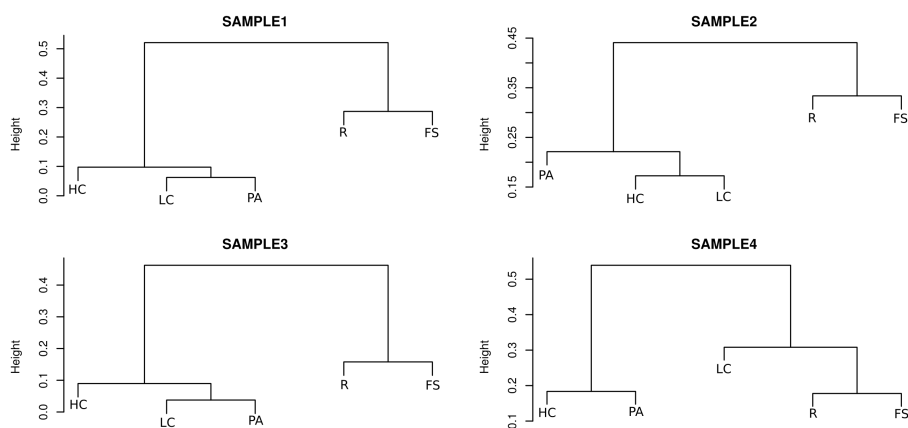 SAMPLE1
Height
0.5
0.4
0.3
0.2
0.1
0.0
HC
LC
PA
R
FS
SAMPLE2
Height
0.45
0.35
0.25
0.15
PA
HC
LC
R
FS
SAMPLE3
Height
0.4
0.3
0.2
0.1
0.0
HC
LC
PA
R
FS
SAMPLE4
Height
0.5
0.4
0.3
0.2
0.1
HC
PA
LC
R
FS